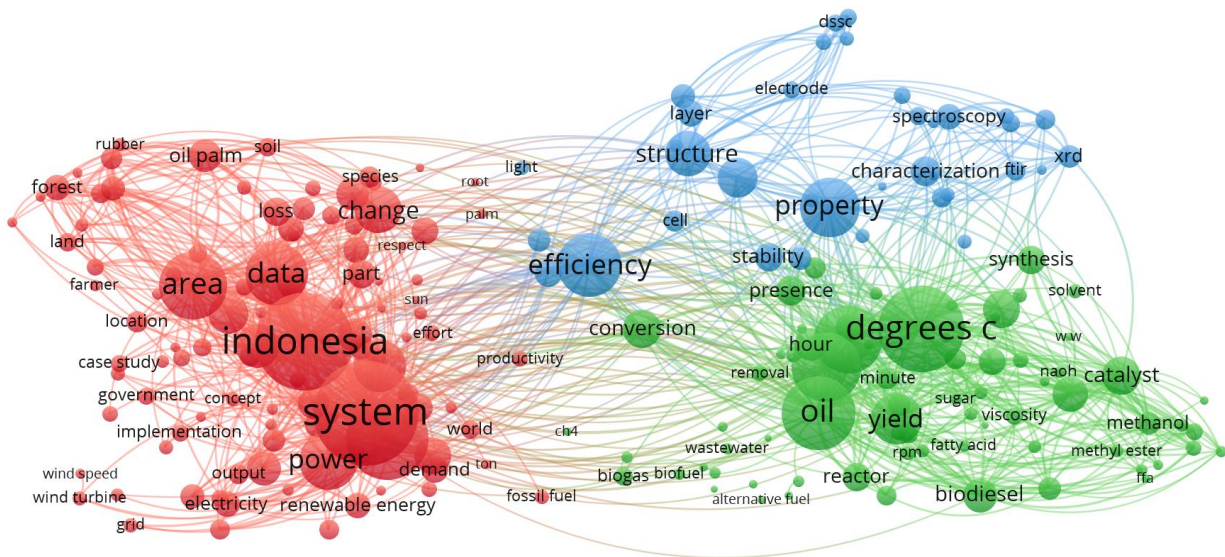 dssc
electrode
layer
spectroscopy
rubber
oil palm
soil
structure
xrd
forest
species
light
characterization
ftir
root
loss
change
property
palm
cell
land
respect
stability
efficiency
synthesis
farmer
area
data
part
presence
solvent
sun
location
indonesia
effort
conversion
degrees c
w w
case study
productivity
hour
removal
minute
naoh
catalyst
government
concept
sugar
system
oil
yield
viscosity
methanol
implementation
world
ch4
wastewater
rpm
fatty acid
methyl ester
wind speed
output
power
demand
ton
biogas
biofuel
reactor
ffa
wind turbine
electricity
renewable energy
fossil fuel
alternative fuel
biodiesel
grid